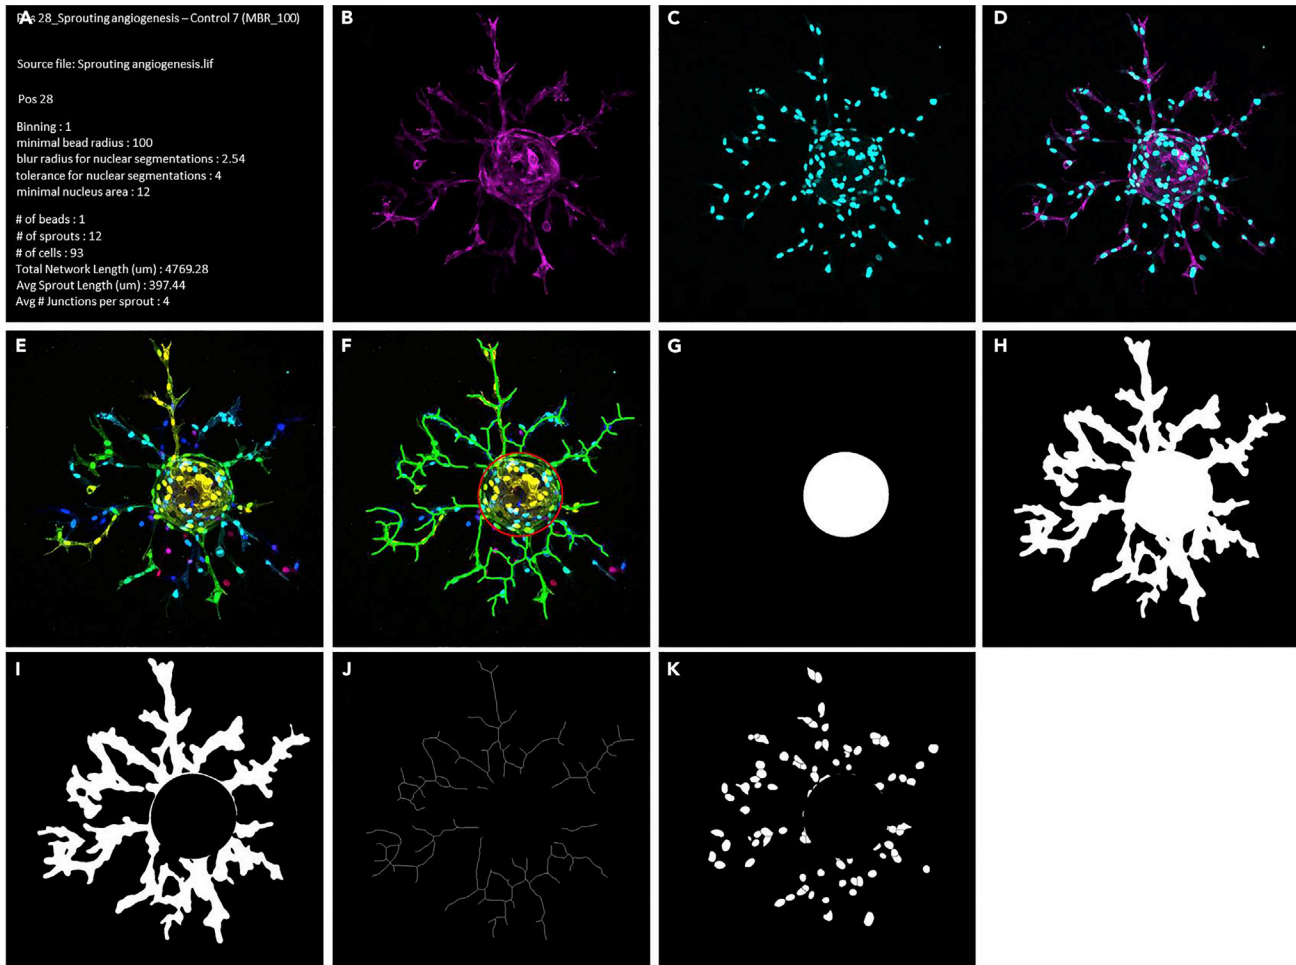 A
Pos 28_Sprouting angiogenesis – Control 7 (MBR_100)
Source file: Sprouting angiogenesis.lif
Pos 28
Binning : 1
minimal bead radius : 100
blur radius for nuclear segmentations : 2.54
tolerance for nuclear segmentations : 4
minimal nucleus area : 12
# of beads : 1
# of sprouts : 12
# of cells : 93
Total Network Length (um) : 4769.28
Avg Sprout Length (um) : 397.44
Avg # Junctions per sprout : 4
B
C
D
E
F
G
H
I
J
K